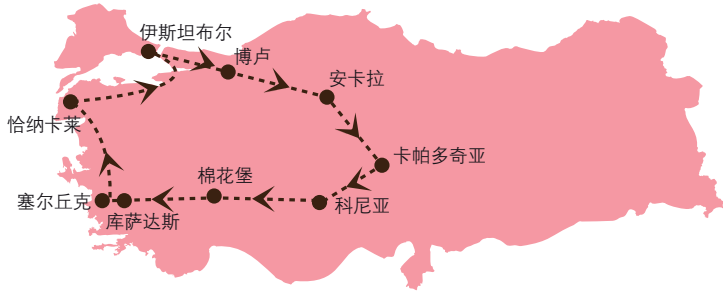 伊斯坦布尔
博卢
安卡拉
恰纳卡莱
卡帕多奇亚
棉花堡
塞尔丘克
科尼亚
库萨达斯